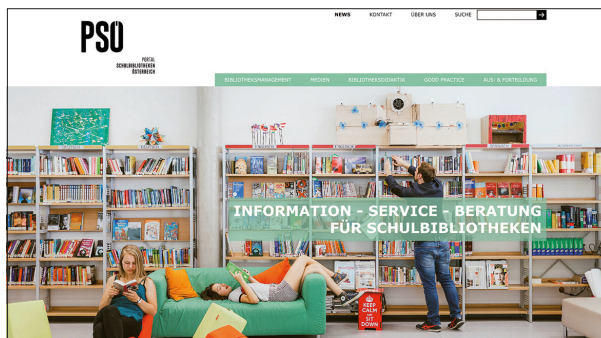 NEWS KONTAKT ÜBER UNS SUCHE
PSÖ
PORTAL
SCHULBIBLIOTHEKEN
ÖSTERREICH
BIBLIOTHEKSMANAGEMENT MEDIEN BIBLIOTHEKSDIDAKTIK GOOD PRACTICE AUS- & FORTBILDUNG
INFORMATION - SERVICE - BERATUNG
FÜR SCHULBIBLIOTHEKEN
KEEP
CALM
AND
SIT
DOWN